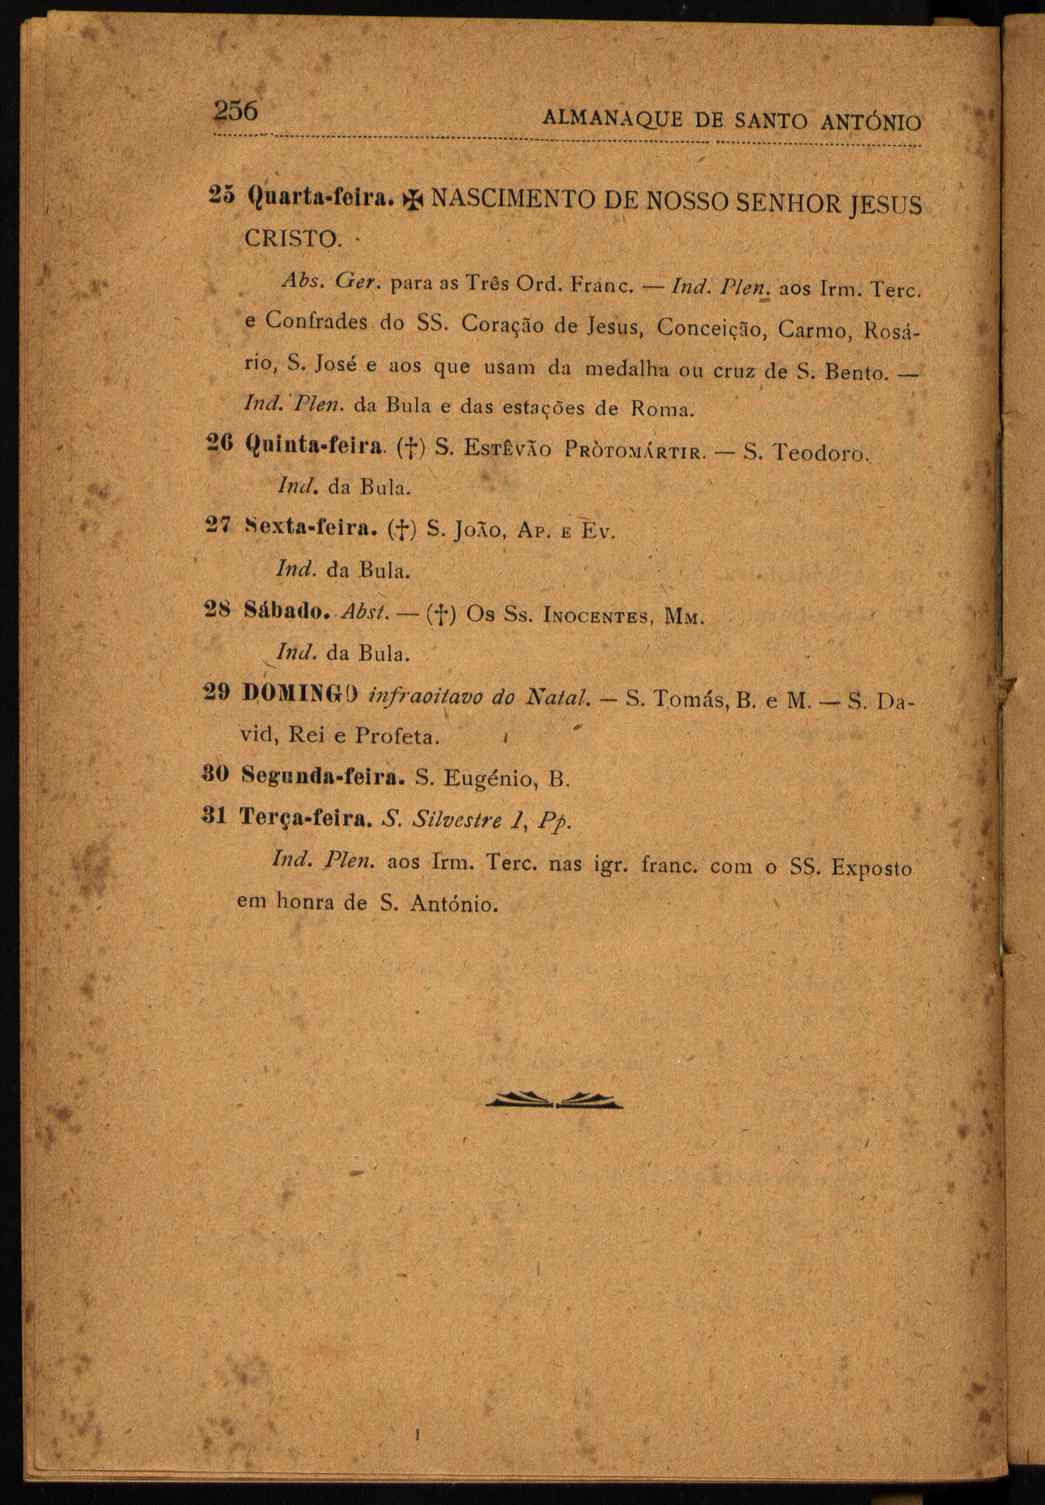 256
ALMANAQUE DE SANTO ANTÓNIO
25 Quarta-feira. ✠ NASCIMENTO DE NOSSO SENHOR JESUS
CRISTO.
Abs. Ger. para as Três Ord. Franc. — Ind. Plen. aos Irm. Terc.
e Confrades do SS. Coração de Jesus, Conceição, Carmo, Rosá-
rio, S. José e aos que usam da medalha ou cruz de S. Bento. —
Ind. Plen. da Bula e das estações de Roma.
26 Quinta-feira. (†) S. ESTÊVÃO PRÒTOMÁRTIR. — S. Teodoro.
Ind. da Bula.
27 Sexta-feira. (†) S. JOÃO, AP. E EV.
Ind. da Bula.
28 Sábado. Abst. — (†) OS SS. INOCENTES, MM.
Ind. da Bula.
29 DOMINGO infraoitavo do Natal. — S. Tomás, B. e M. — S. Da-
vid, Rei e Profeta.
30 Segunda-feira. S. Eugénio, B.
31 Terça-feira. S. Silvestre I, Pp.
Ind. Plen. aos Irm. Terc. nas igr. franc. com o SS. Exposto
em honra de S. António.